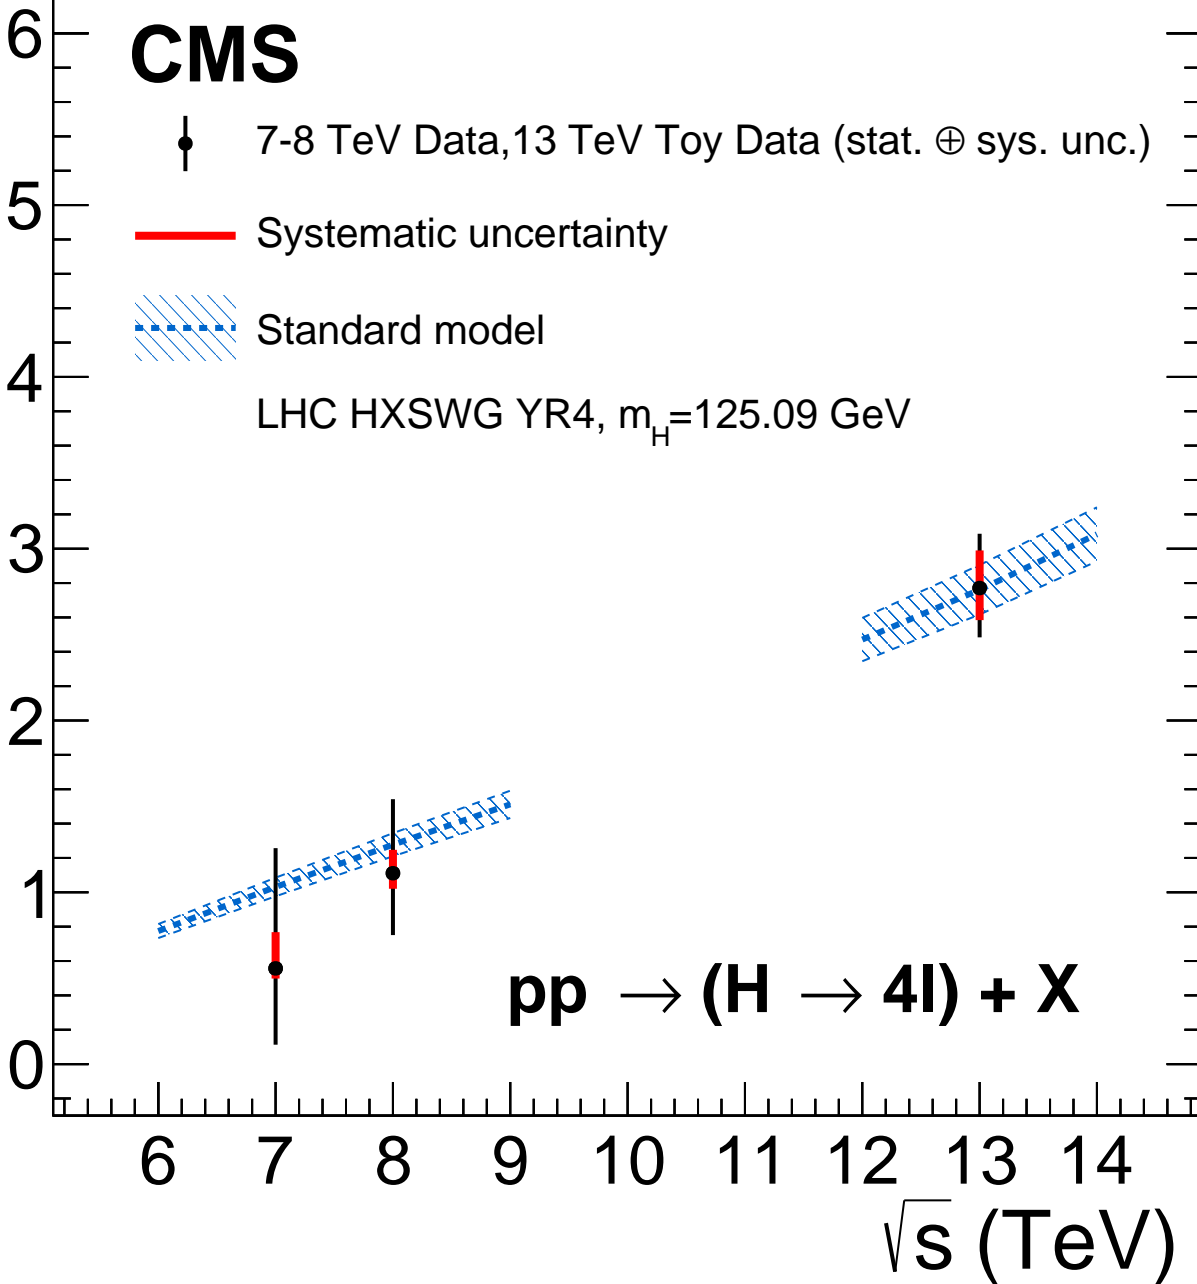 6
CMS
7-8 TeV Data,13 TeV Toy Data (stat. ⊕ sys. unc.)
5
Systematic uncertainty
Standard model
4
LHC HXSWG YR4, m_H=125.09 GeV
3
2
1
pp → (H → 4l) + X
0
6 7 8 9 10 11 12 13 14
√s (TeV)